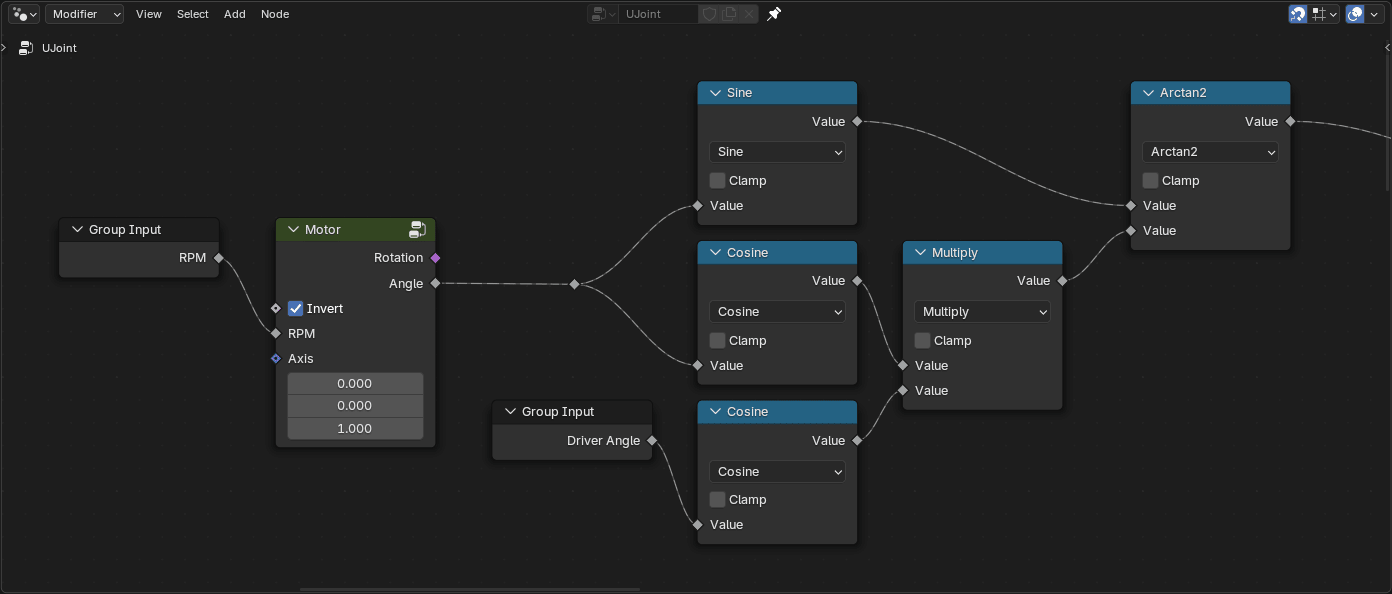 Modifier View Select Add Node UJoint
UJoint
Sine
Value
Sine
Clamp
Value
Arctan2
Value
Arctan2
Clamp
Value
Value
Group Input
RPM
Motor
Rotation
Angle
Invert
RPM
Axis
0.000
0.000
1.000
Cosine
Value
Cosine
Clamp
Value
Multiply
Value
Multiply
Clamp
Value
Value
Group Input
Driver Angle
Cosine
Value
Cosine
Clamp
Value